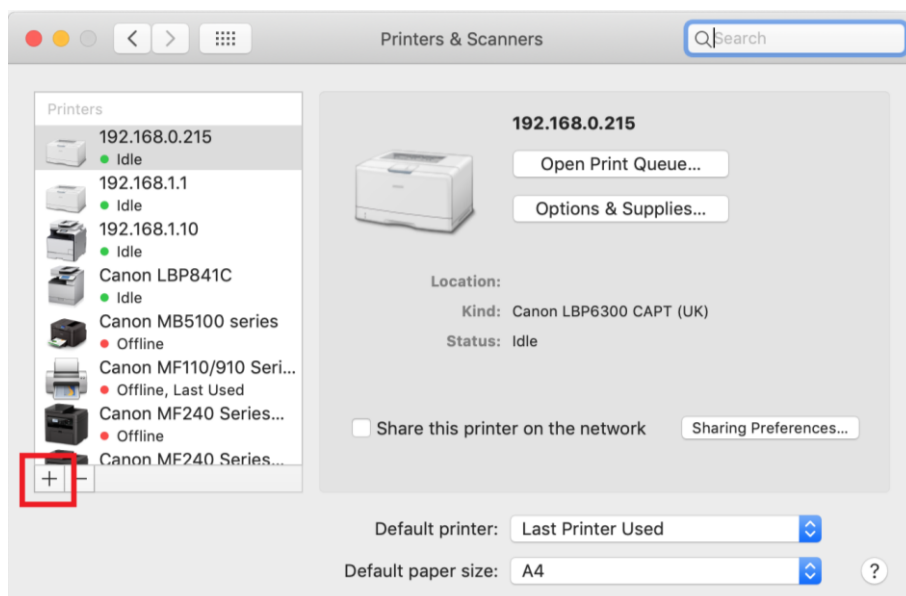 Printers & Scanners
Search
Printers
192.168.0.215
Idle
192.168.1.1
Idle
192.168.1.10
Idle
Canon LBP841C
Idle
Canon MB5100 series
Offline
Canon MF110/910 Seri...
Offline, Last Used
Canon MF240 Series...
Offline
Canon MF240 Series...
+ −
192.168.0.215
Open Print Queue...
Options & Supplies...
Location:
Kind: Canon LBP6300 CAPT (UK)
Status: Idle
Share this printer on the network
Sharing Preferences...
Default printer: Last Printer Used
Default paper size: A4
?